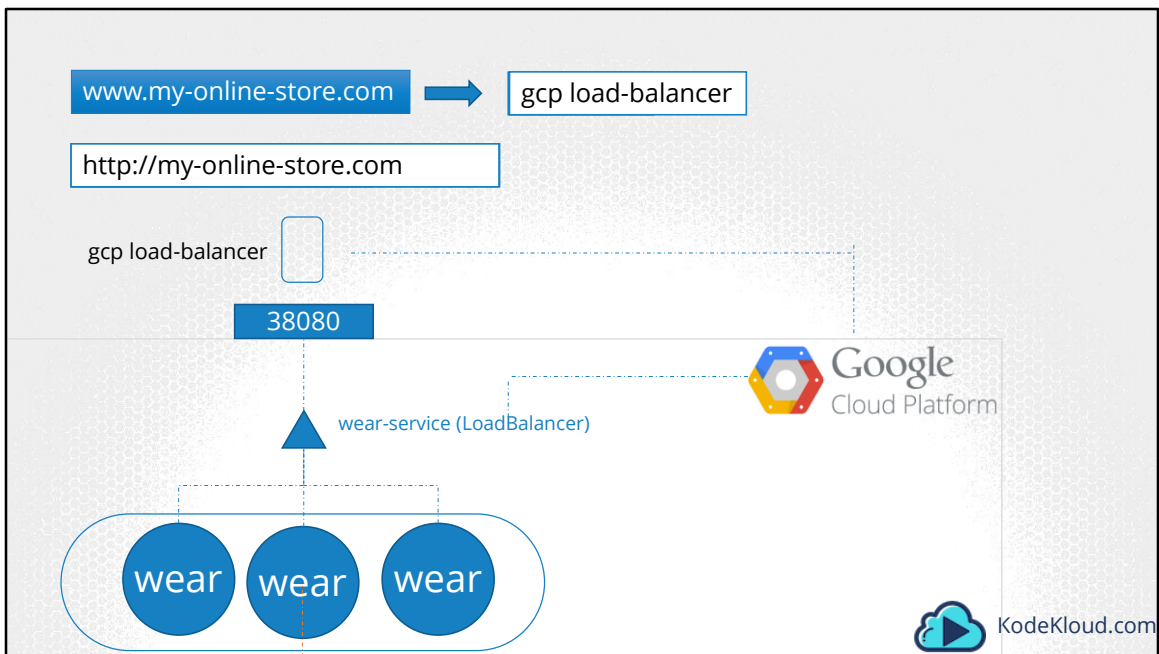 www.my-online-store.com
gcp load-balancer
http://my-online-store.com
gcp load-balancer
38080
Google
Cloud Platform
wear-service (LoadBalancer)
wear
wear
wear
KodeKloud.com